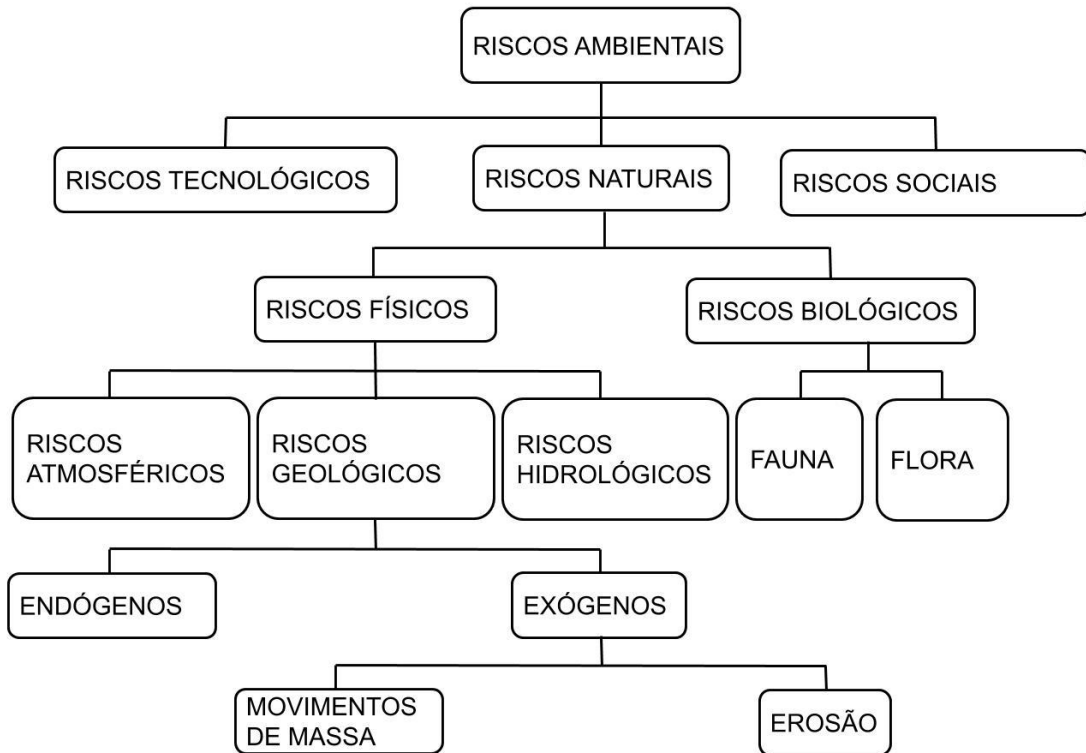 RISCOS AMBIENTAIS
RISCOS TECNOLÓGICOS
RISCOS NATURAIS
RISCOS SOCIAIS
RISCOS FÍSICOS
RISCOS BIOLÓGICOS
RISCOS
ATMOSFÉRICOS
RISCOS
GEOLÓGICOS
RISCOS
HIDROLÓGICOS
FAUNA
FLORA
ENDÓGENOS
EXÓGENOS
MOVIMENTOS
DE MASSA
EROSÃO